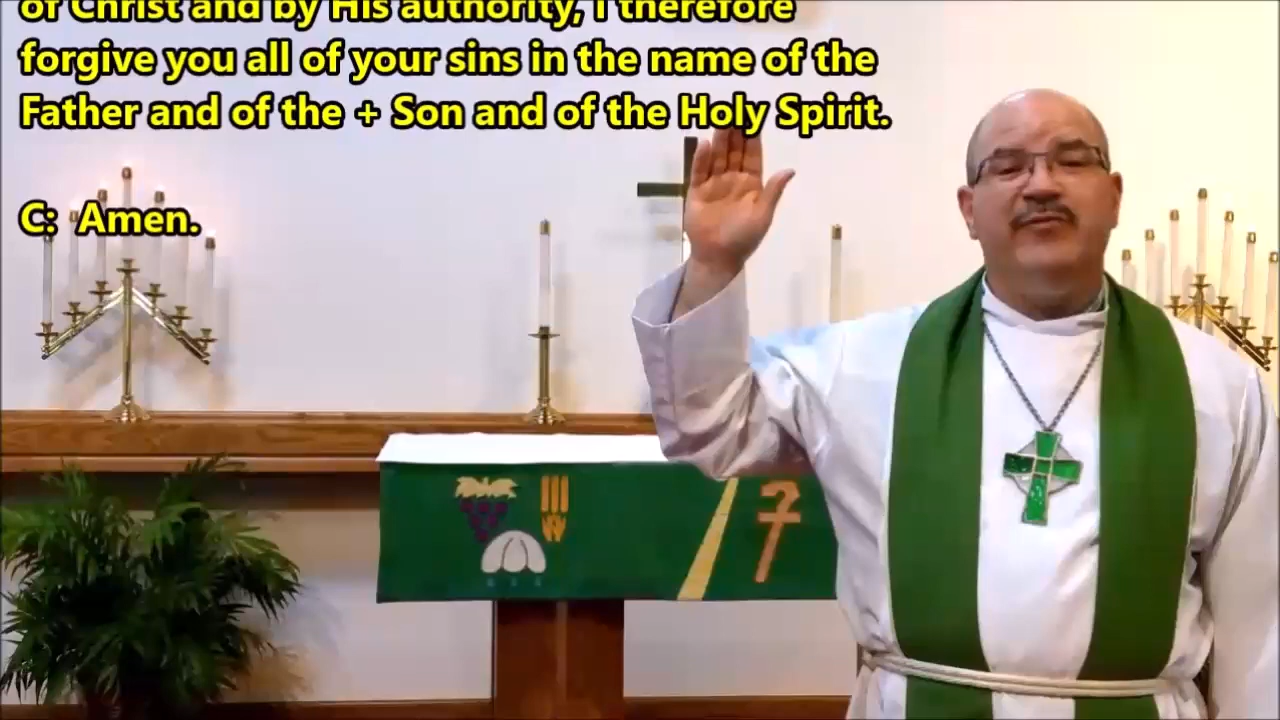 of Christ and by His authority, I therefore
forgive you all of your sins in the name of the
Father and of the + Son and of the Holy Spirit.
C: Amen.